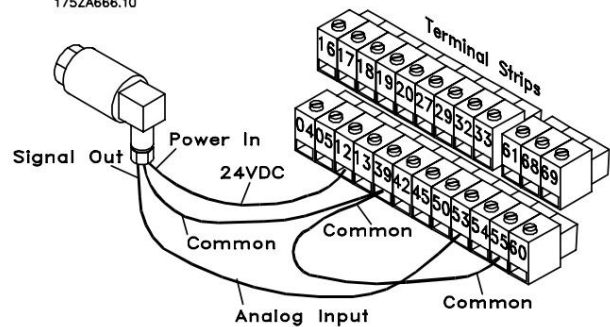 175ZA666.10
Terminal Strips
16 17 18 19 20 27 29 32 33 61 68 69
04 05 12 13 39 42 45 50 53 54 55 60
Power In
Signal Out
24VDC
Common
Common
Analog Input
Common